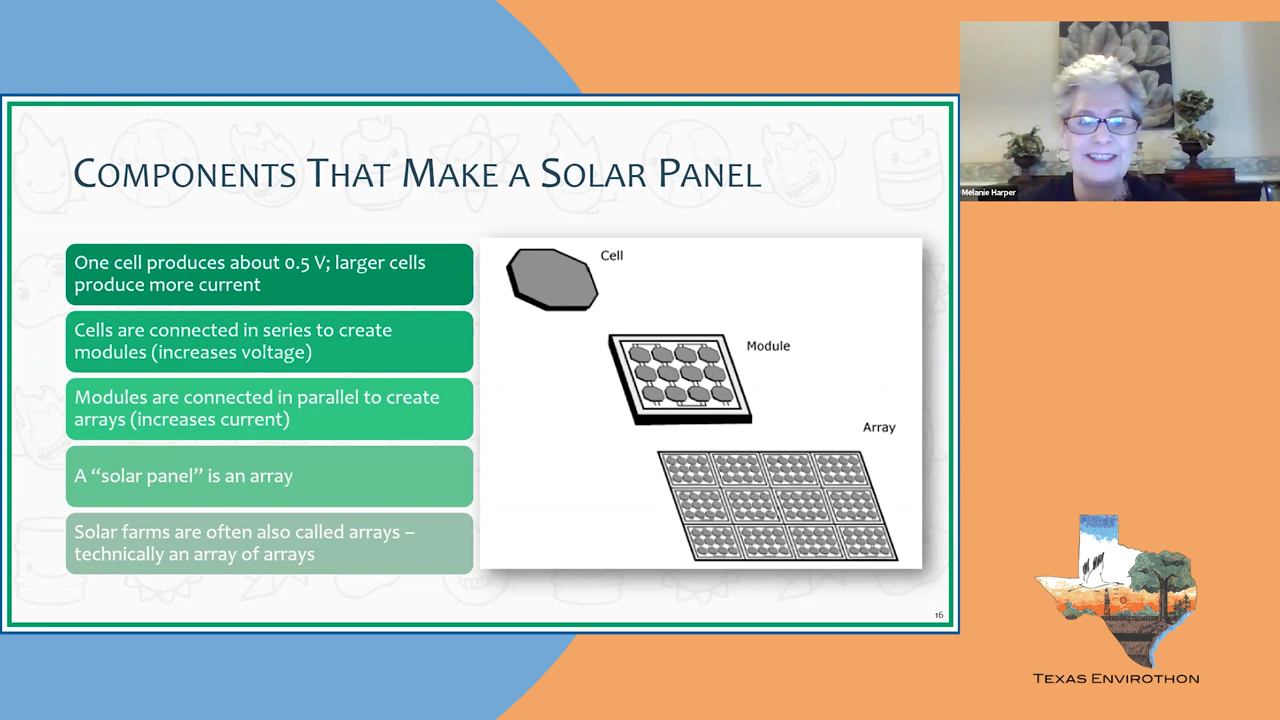 COMPONENTS THAT MAKE A SOLAR PANEL
One cell produces about 0.5 V; larger cells
produce more current
Cells are connected in series to create
modules (increases voltage)
Modules are connected in parallel to create
arrays (increases current)
A “solar panel” is an array
Solar farms are often also called arrays –
technically an array of arrays
Cell
Module
Array
16
Melanie Harper
TEXAS ENVIROTHON